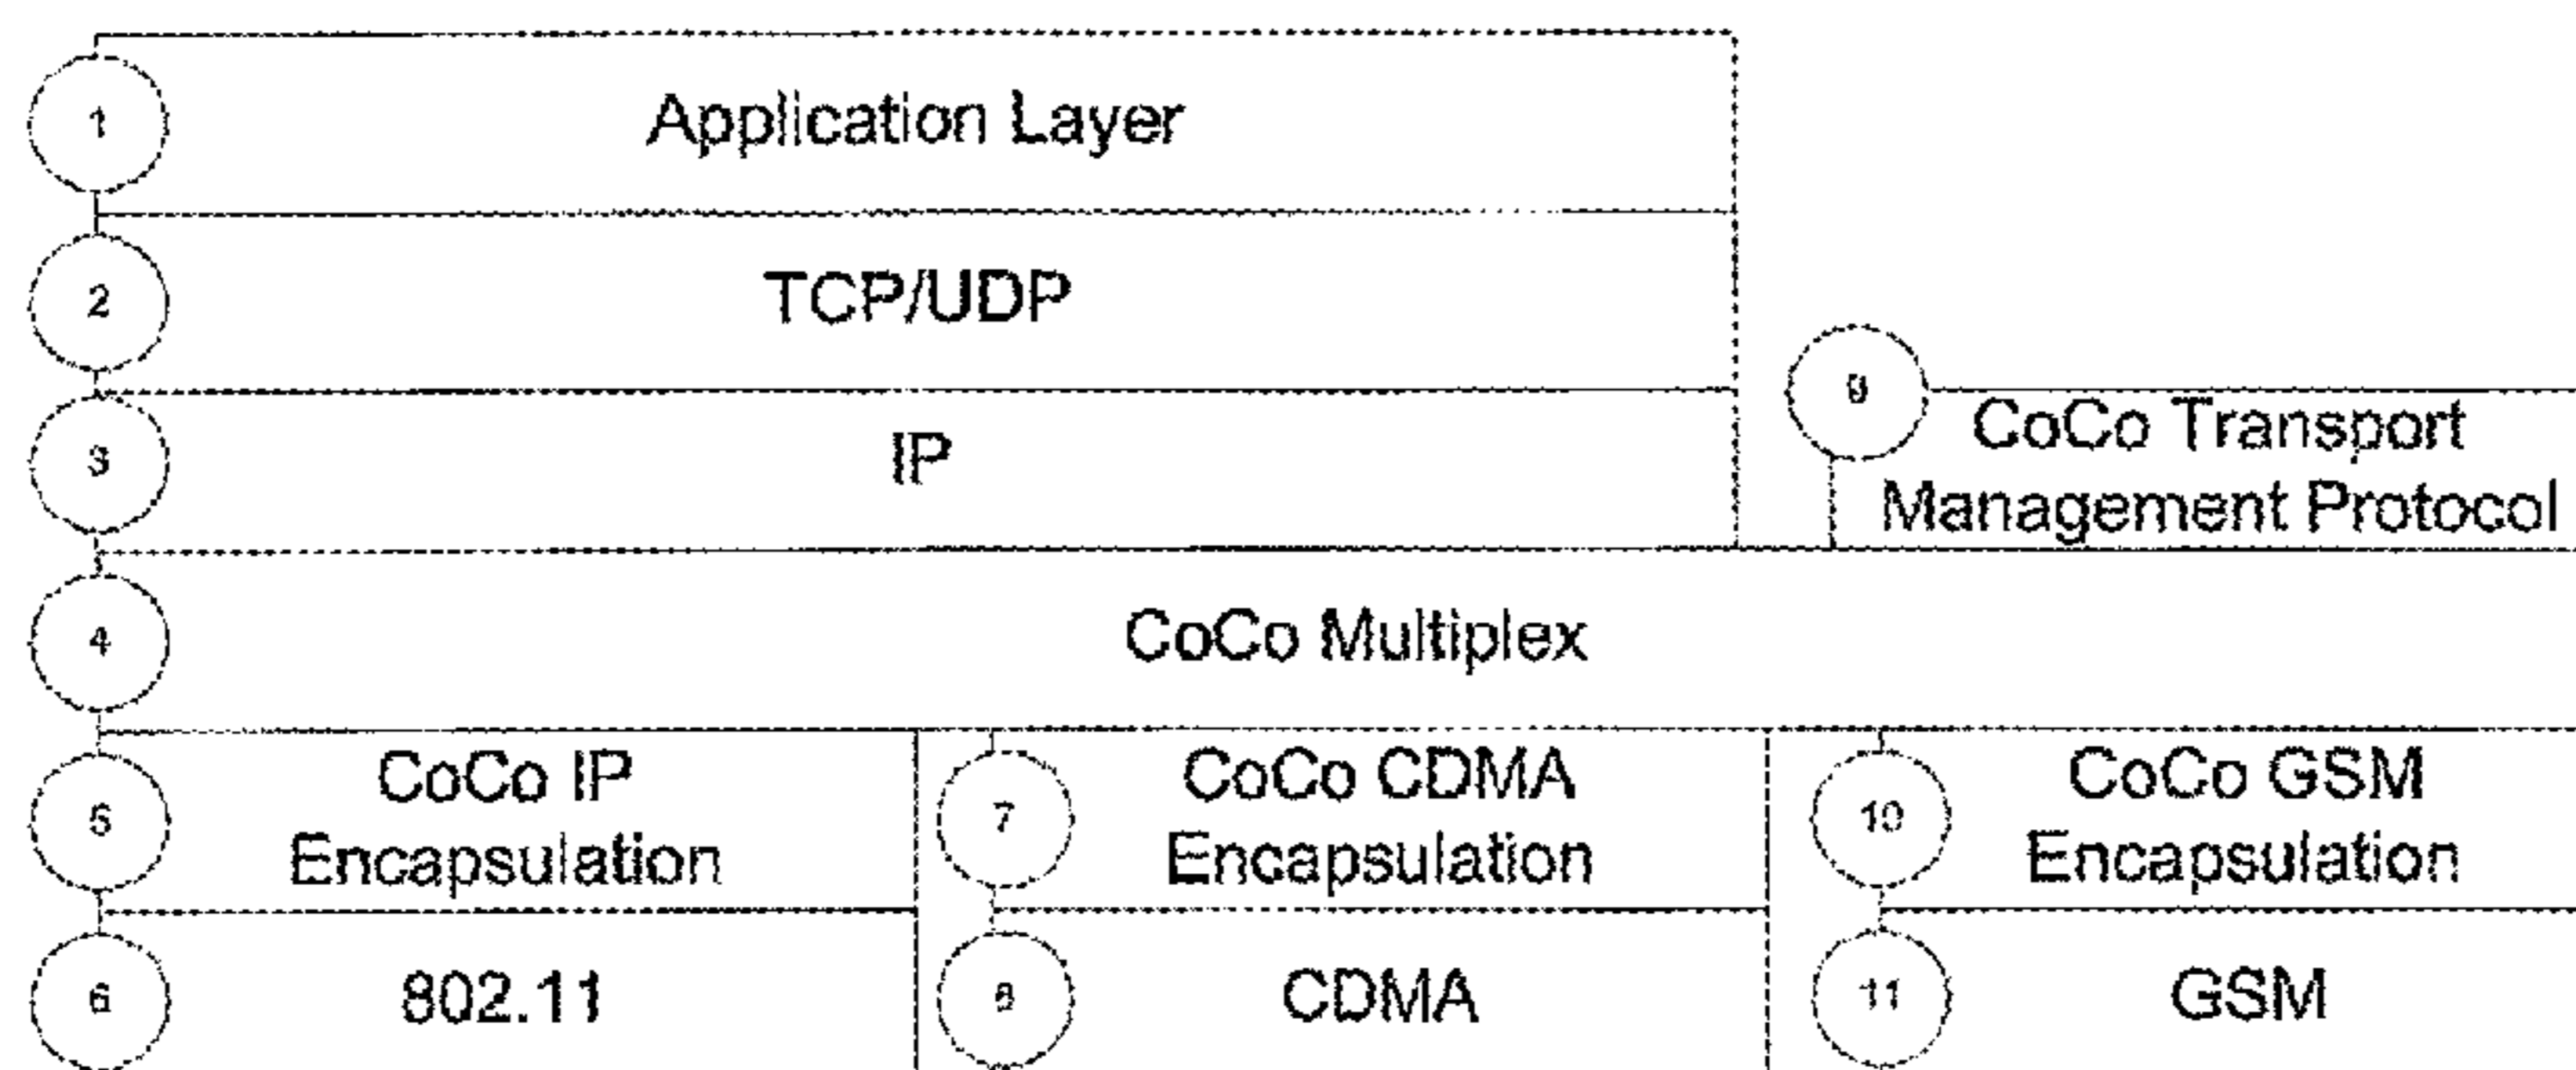 1
Application Layer
2
TCP/UDP
3
IP
9
CoCo Transport
Management Protocol
4
CoCo Multiplex
5
CoCo IP
Encapsulation
7
CoCo CDMA
Encapsulation
10
CoCo GSM
Encapsulation
6
802.11
8
CDMA
11
GSM